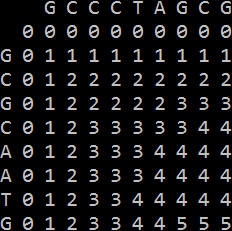 G C C C T A G C G
0 0 0 0 0 0 0 0 0 0
G 0 1 1 1 1 1 1 1 1 1
C 0 1 2 2 2 2 2 2 2 2
G 0 1 2 2 2 2 2 3 3 3
C 0 1 2 3 3 3 3 3 4 4
A 0 1 2 3 3 3 4 4 4 4
A 0 1 2 3 3 3 4 4 4 4
T 0 1 2 3 3 4 4 4 4 4
G 0 1 2 3 3 4 4 5 5 5